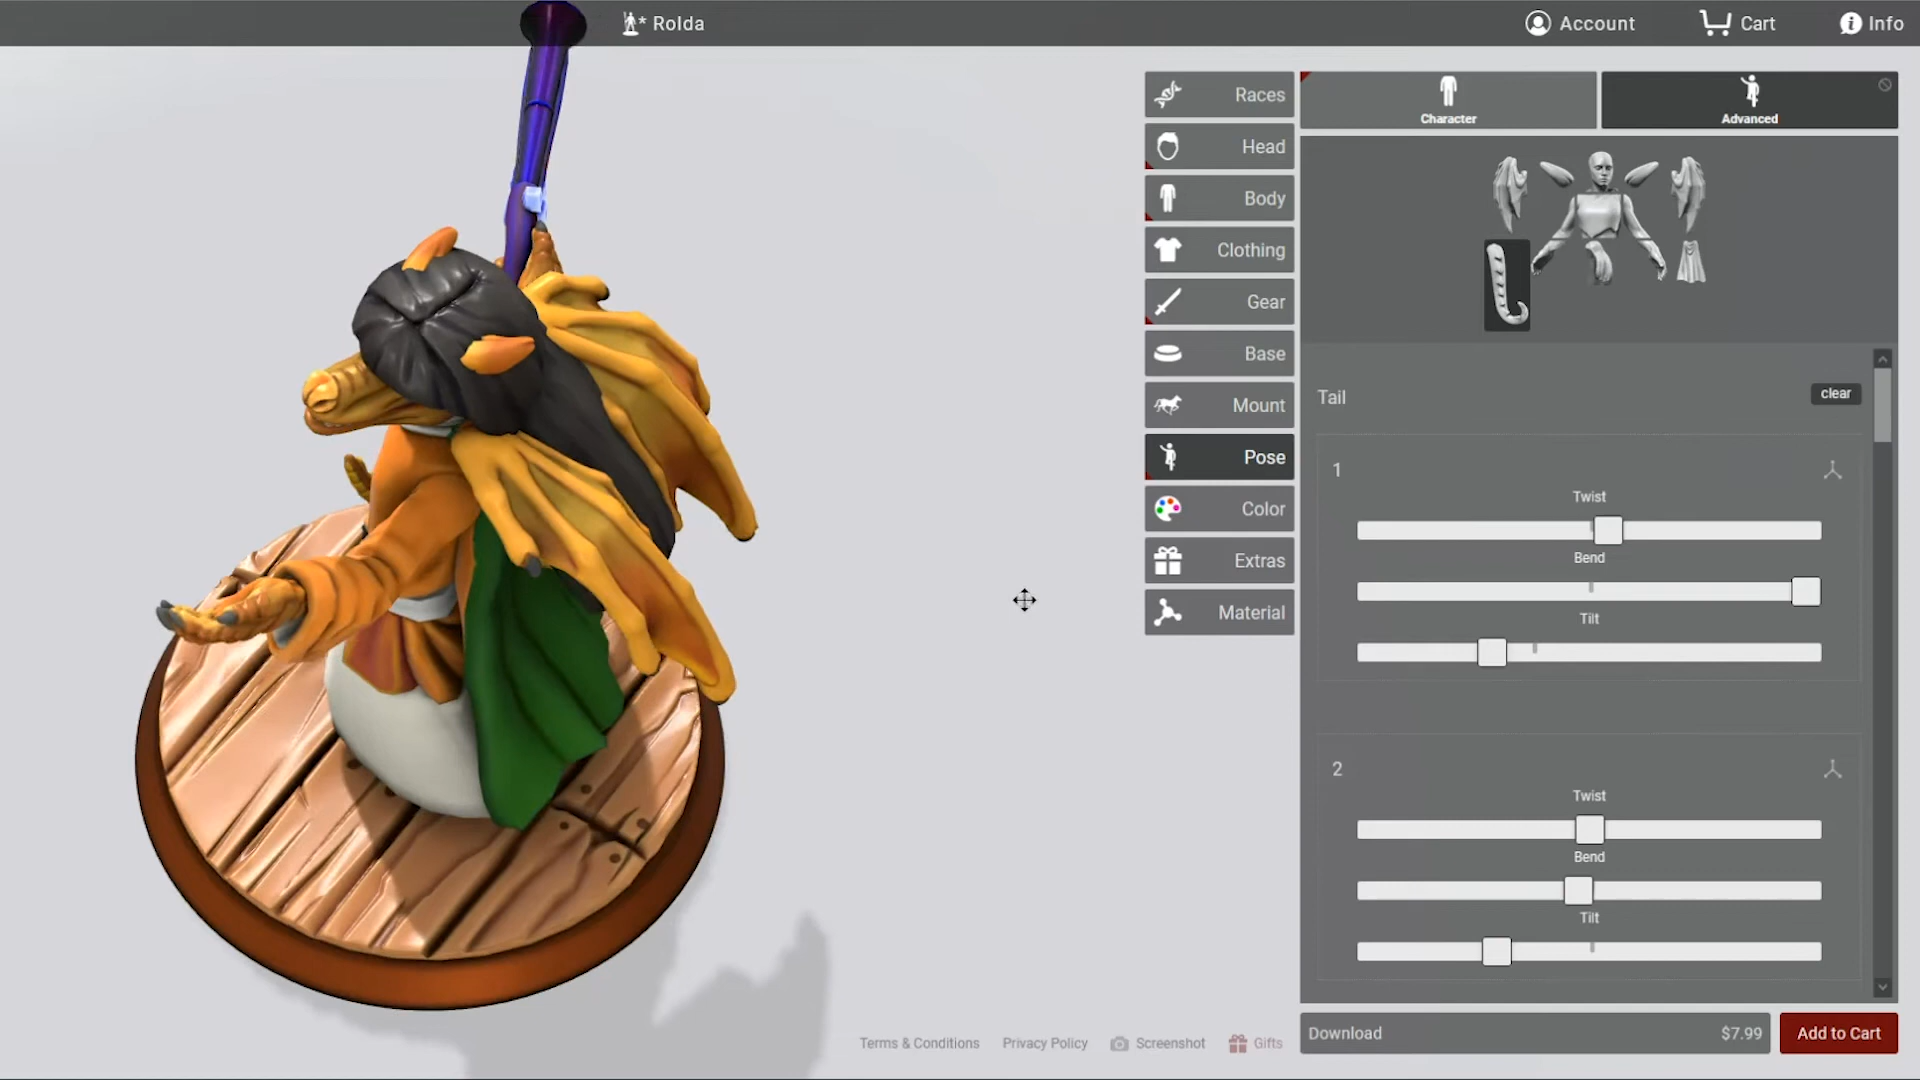 * Rolda
Account
Cart
Info
Races
Head
Body
Clothing
Gear
Base
Mount
Pose
Color
Extras
Material
Character
Advanced
Tail
clear
1
Twist
Bend
Tilt
2
Twist
Bend
Tilt
Terms & Conditions
Privacy Policy
Screenshot
Gifts
Download $7.99
Add to Cart